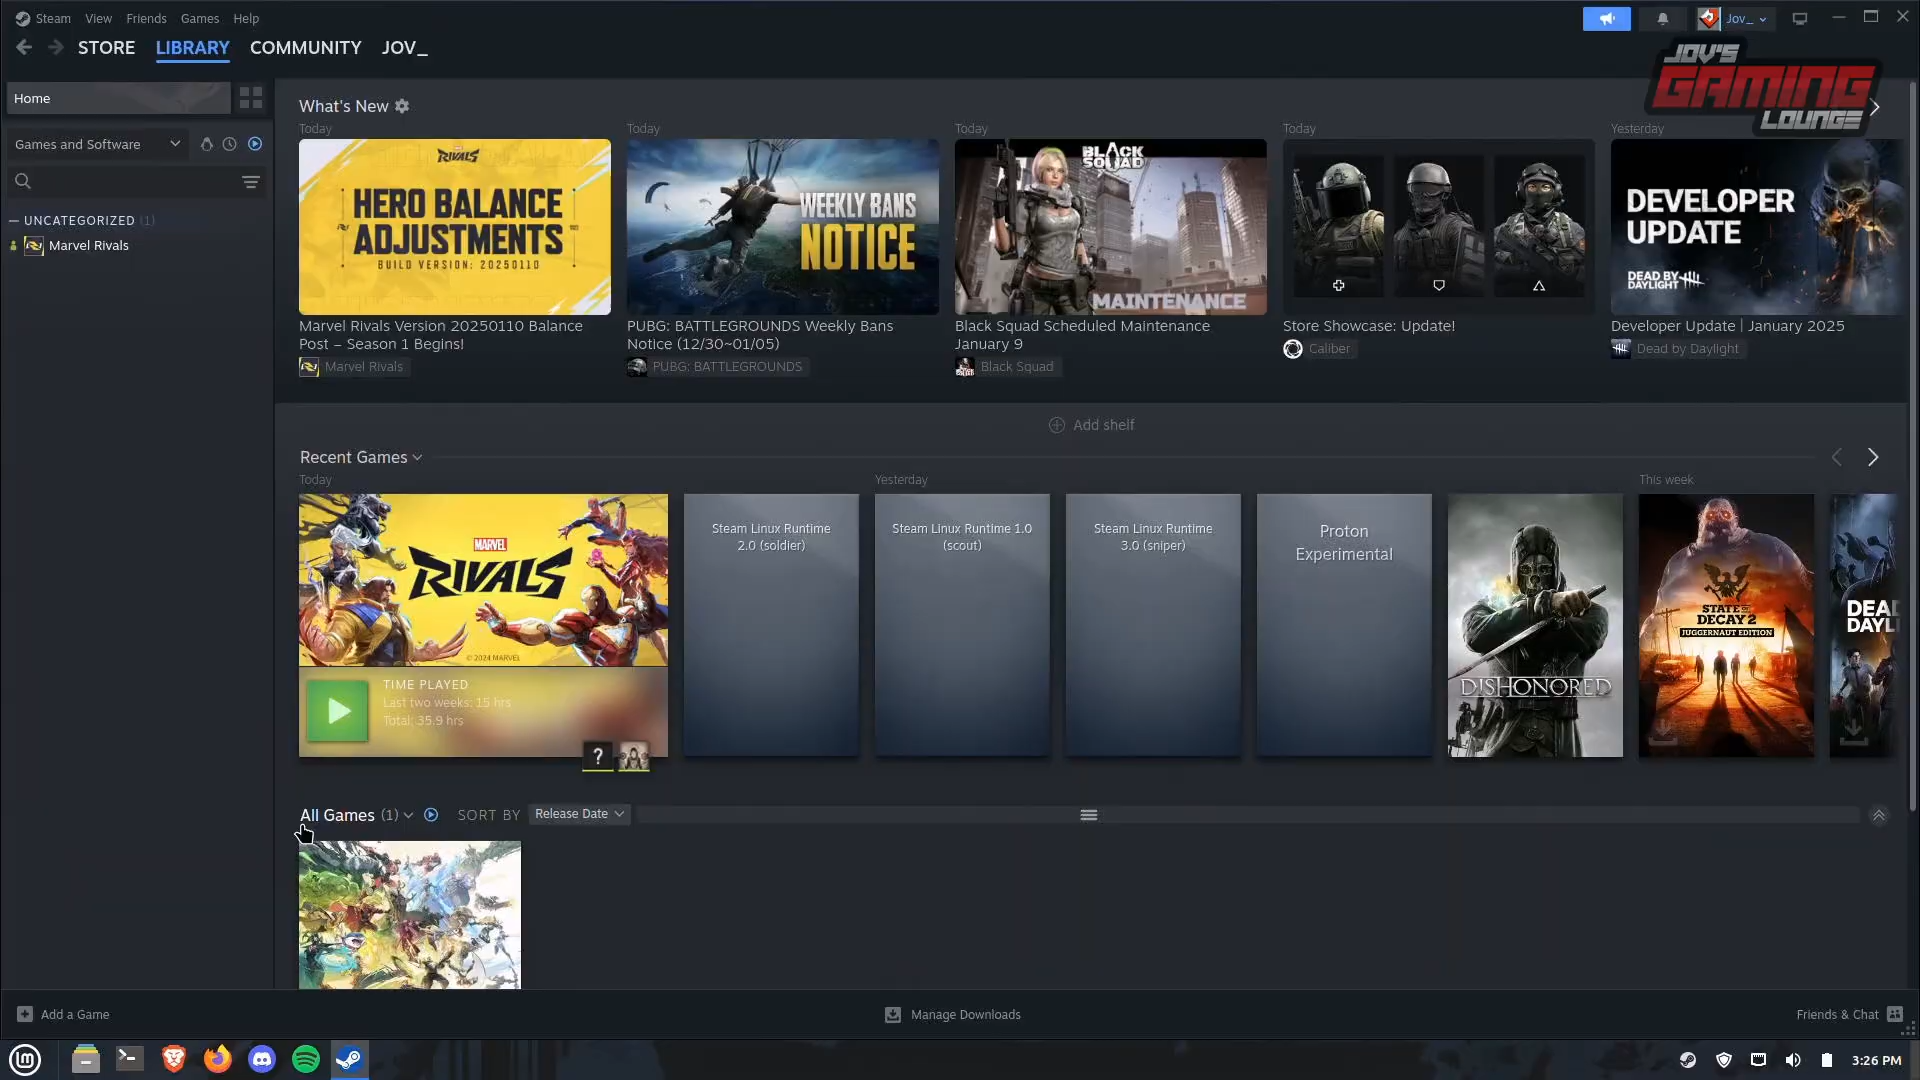 Steam View Friends Games Help
Jov_
STORE LIBRARY COMMUNITY JOV_
JOV'S
GAMING
LOUNGE
Home
Games and Software
— UNCATEGORIZED (1)
Marvel Rivals
What's New
Today
Today
Today
Today
Yesterday
RIVALS
HERO BALANCE
ADJUSTMENTS
BUILD VERSION: 20250110
WEEKLY BANS
NOTICE
BLACK
SQUAD
MAINTENANCE
DEVELOPER
UPDATE
DEAD BY
DAYLIGHT
Marvel Rivals Version 20250110 Balance
Post – Season 1 Begins!
Marvel Rivals
PUBG: BATTLEGROUNDS Weekly Bans
Notice (12/30~01/05)
PUBG: BATTLEGROUNDS
Black Squad Scheduled Maintenance
January 9
Black Squad
Store Showcase: Update!
Caliber
Developer Update | January 2025
Dead by Daylight
Add shelf
Recent Games
Today
Yesterday
This week
MARVEL
RIVALS
© 2024 MARVEL
TIME PLAYED
Last two weeks: 15 hrs
Total: 35.9 hrs
?
Steam Linux Runtime
2.0 (soldier)
Steam Linux Runtime 1.0
(scout)
Steam Linux Runtime
3.0 (sniper)
Proton
Experimental
DISHONORED
STATE OF
DECAY 2
JUGGERNAUT EDITION
DEA
DAYL
All Games (1)
SORT BY Release Date
Add a Game
Manage Downloads
Friends & Chat
3:26 PM